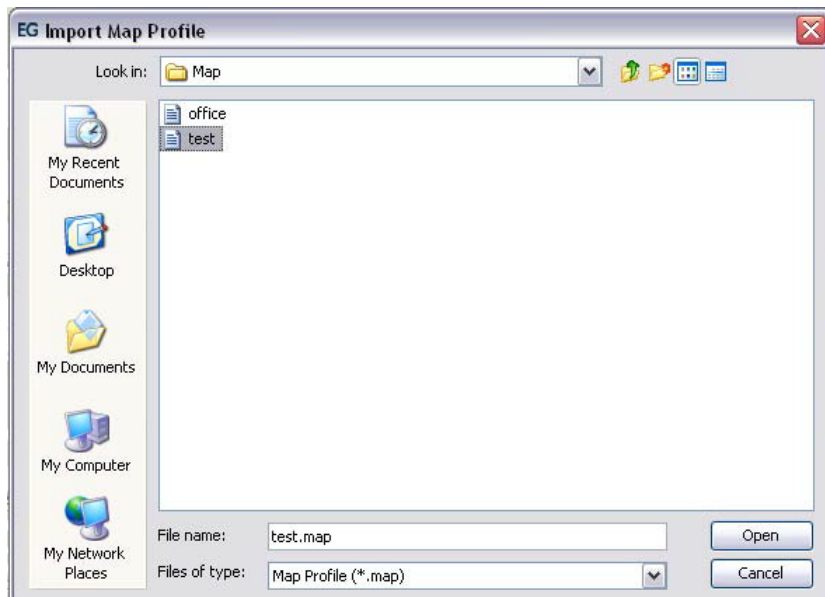 EG Import Map Profile
Look in:
Map
office
test
My Recent
Documents
Desktop
My Documents
My Computer
My Network
Places
File name:
test.map
Open
Files of type:
Map Profile (*.map)
Cancel